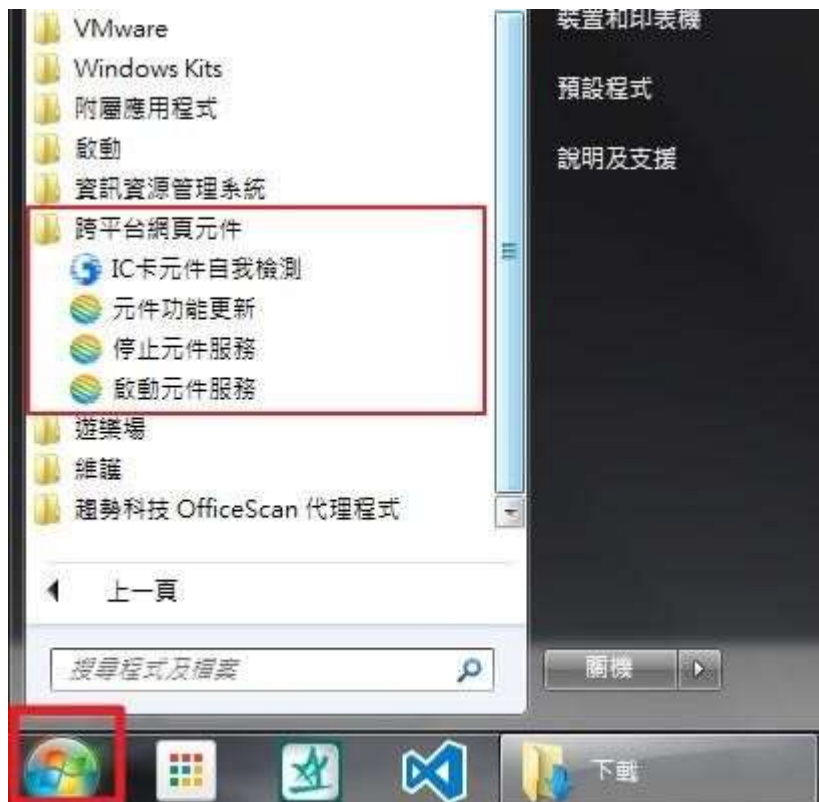 VMware
Windows Kits
附屬應用程式
啟動
資訊資源管理系統
跨平台網頁元件
IC卡元件自我檢測
元件功能更新
停止元件服務
啟動元件服務
遊樂場
維護
趨勢科技 OfficeScan 代理程式
上一頁
搜尋程式及檔案
裝置和印表機
預設程式
說明及支援
關機
下載